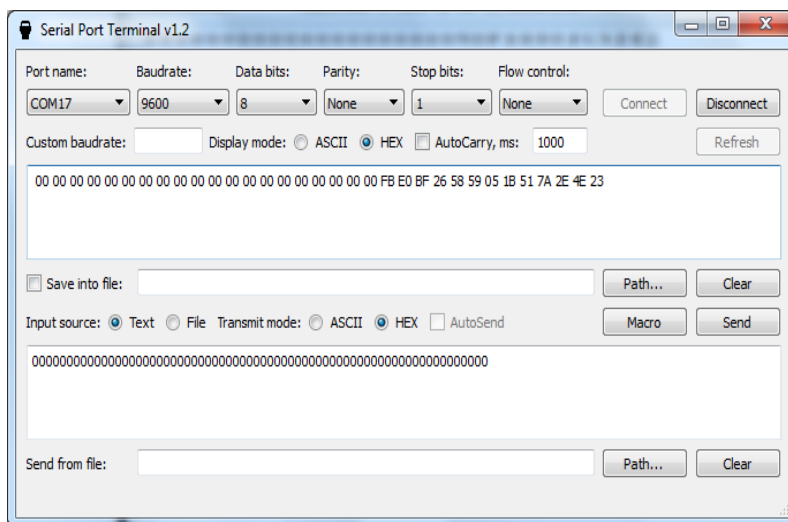 Serial Port Terminal v1.2
Port name: Baudrate: Data bits: Parity: Stop bits: Flow control:
COM17 9600 8 None 1 None Connect Disconnect
Custom baudrate: Display mode: ASCII HEX AutoCarry, ms: 1000 Refresh
00 00 00 00 00 00 00 00 00 00 00 00 00 00 00 00 00 00 00 00 FB E0 BF 26 58 59 05 1B 51 7A 2E 4E 23
Save into file: Path... Clear
Input source: Text File Transmit mode: ASCII HEX AutoSend Macro Send
0000000000000000000000000000000000000000000000000000000000000000
Send from file: Path... Clear